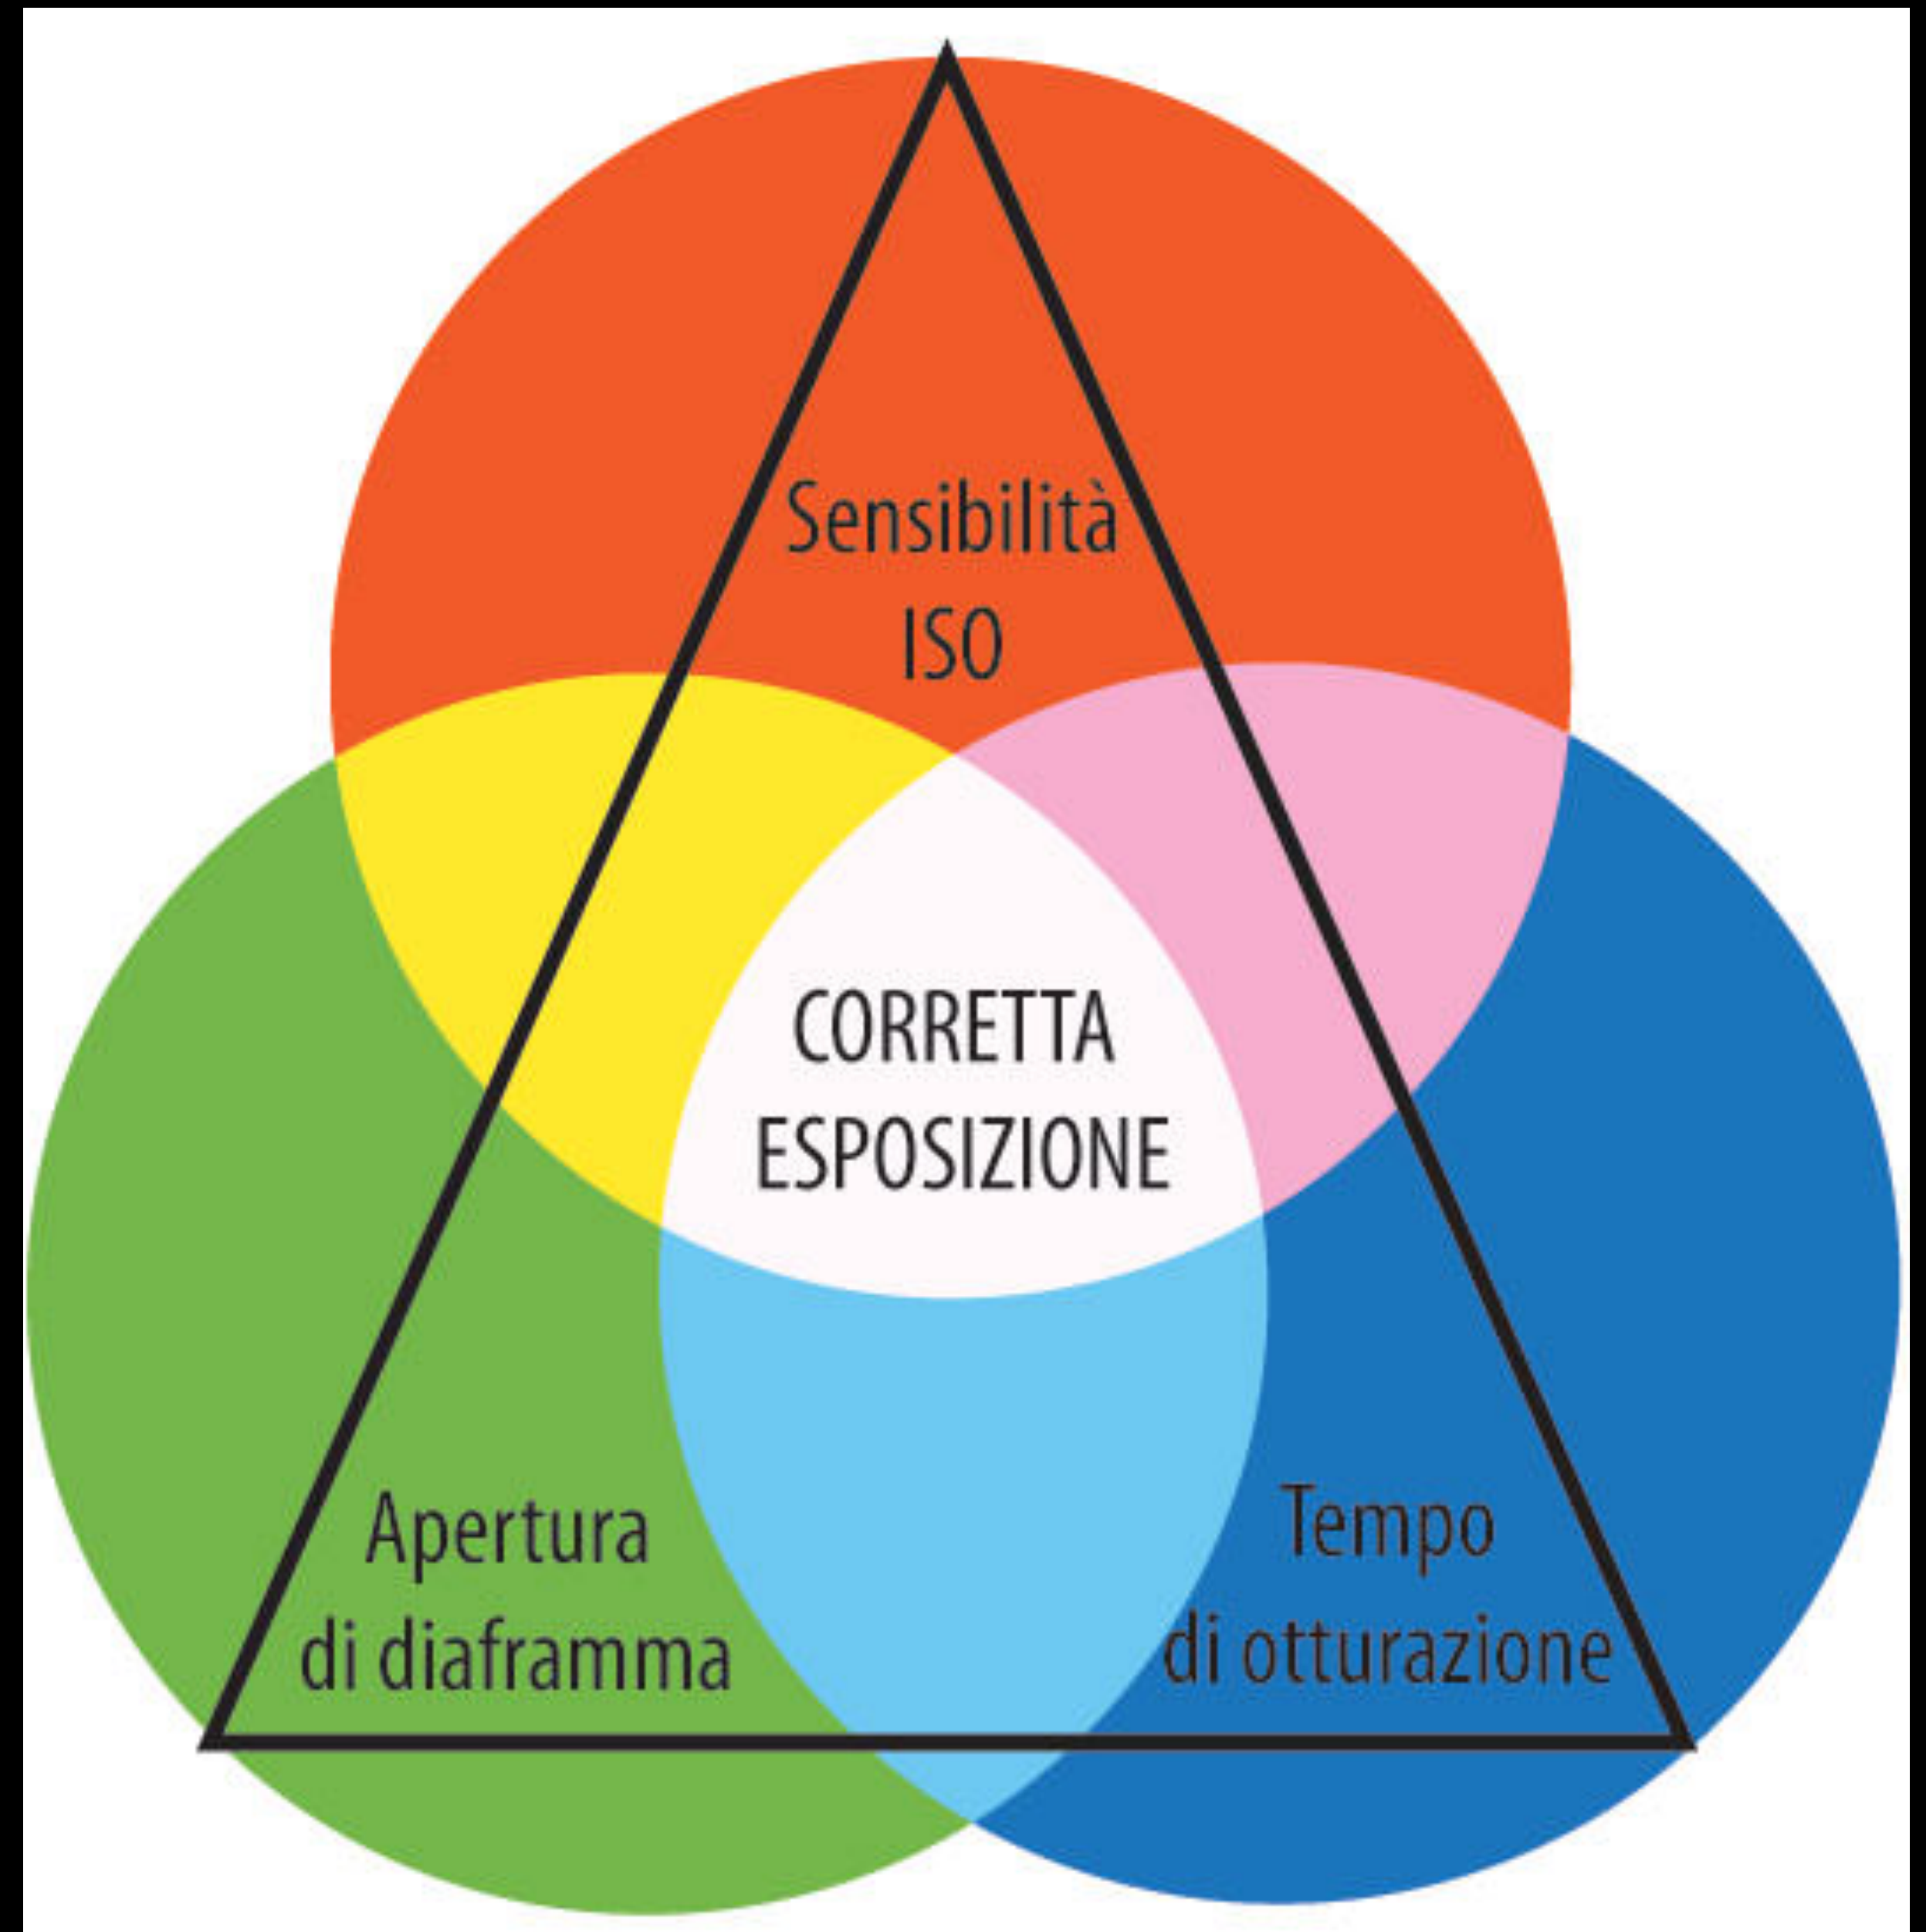 Sensibilità
ISO
CORRETTA
ESPOSIZIONE
Apertura
di diaframma
Tempo
di otturazione